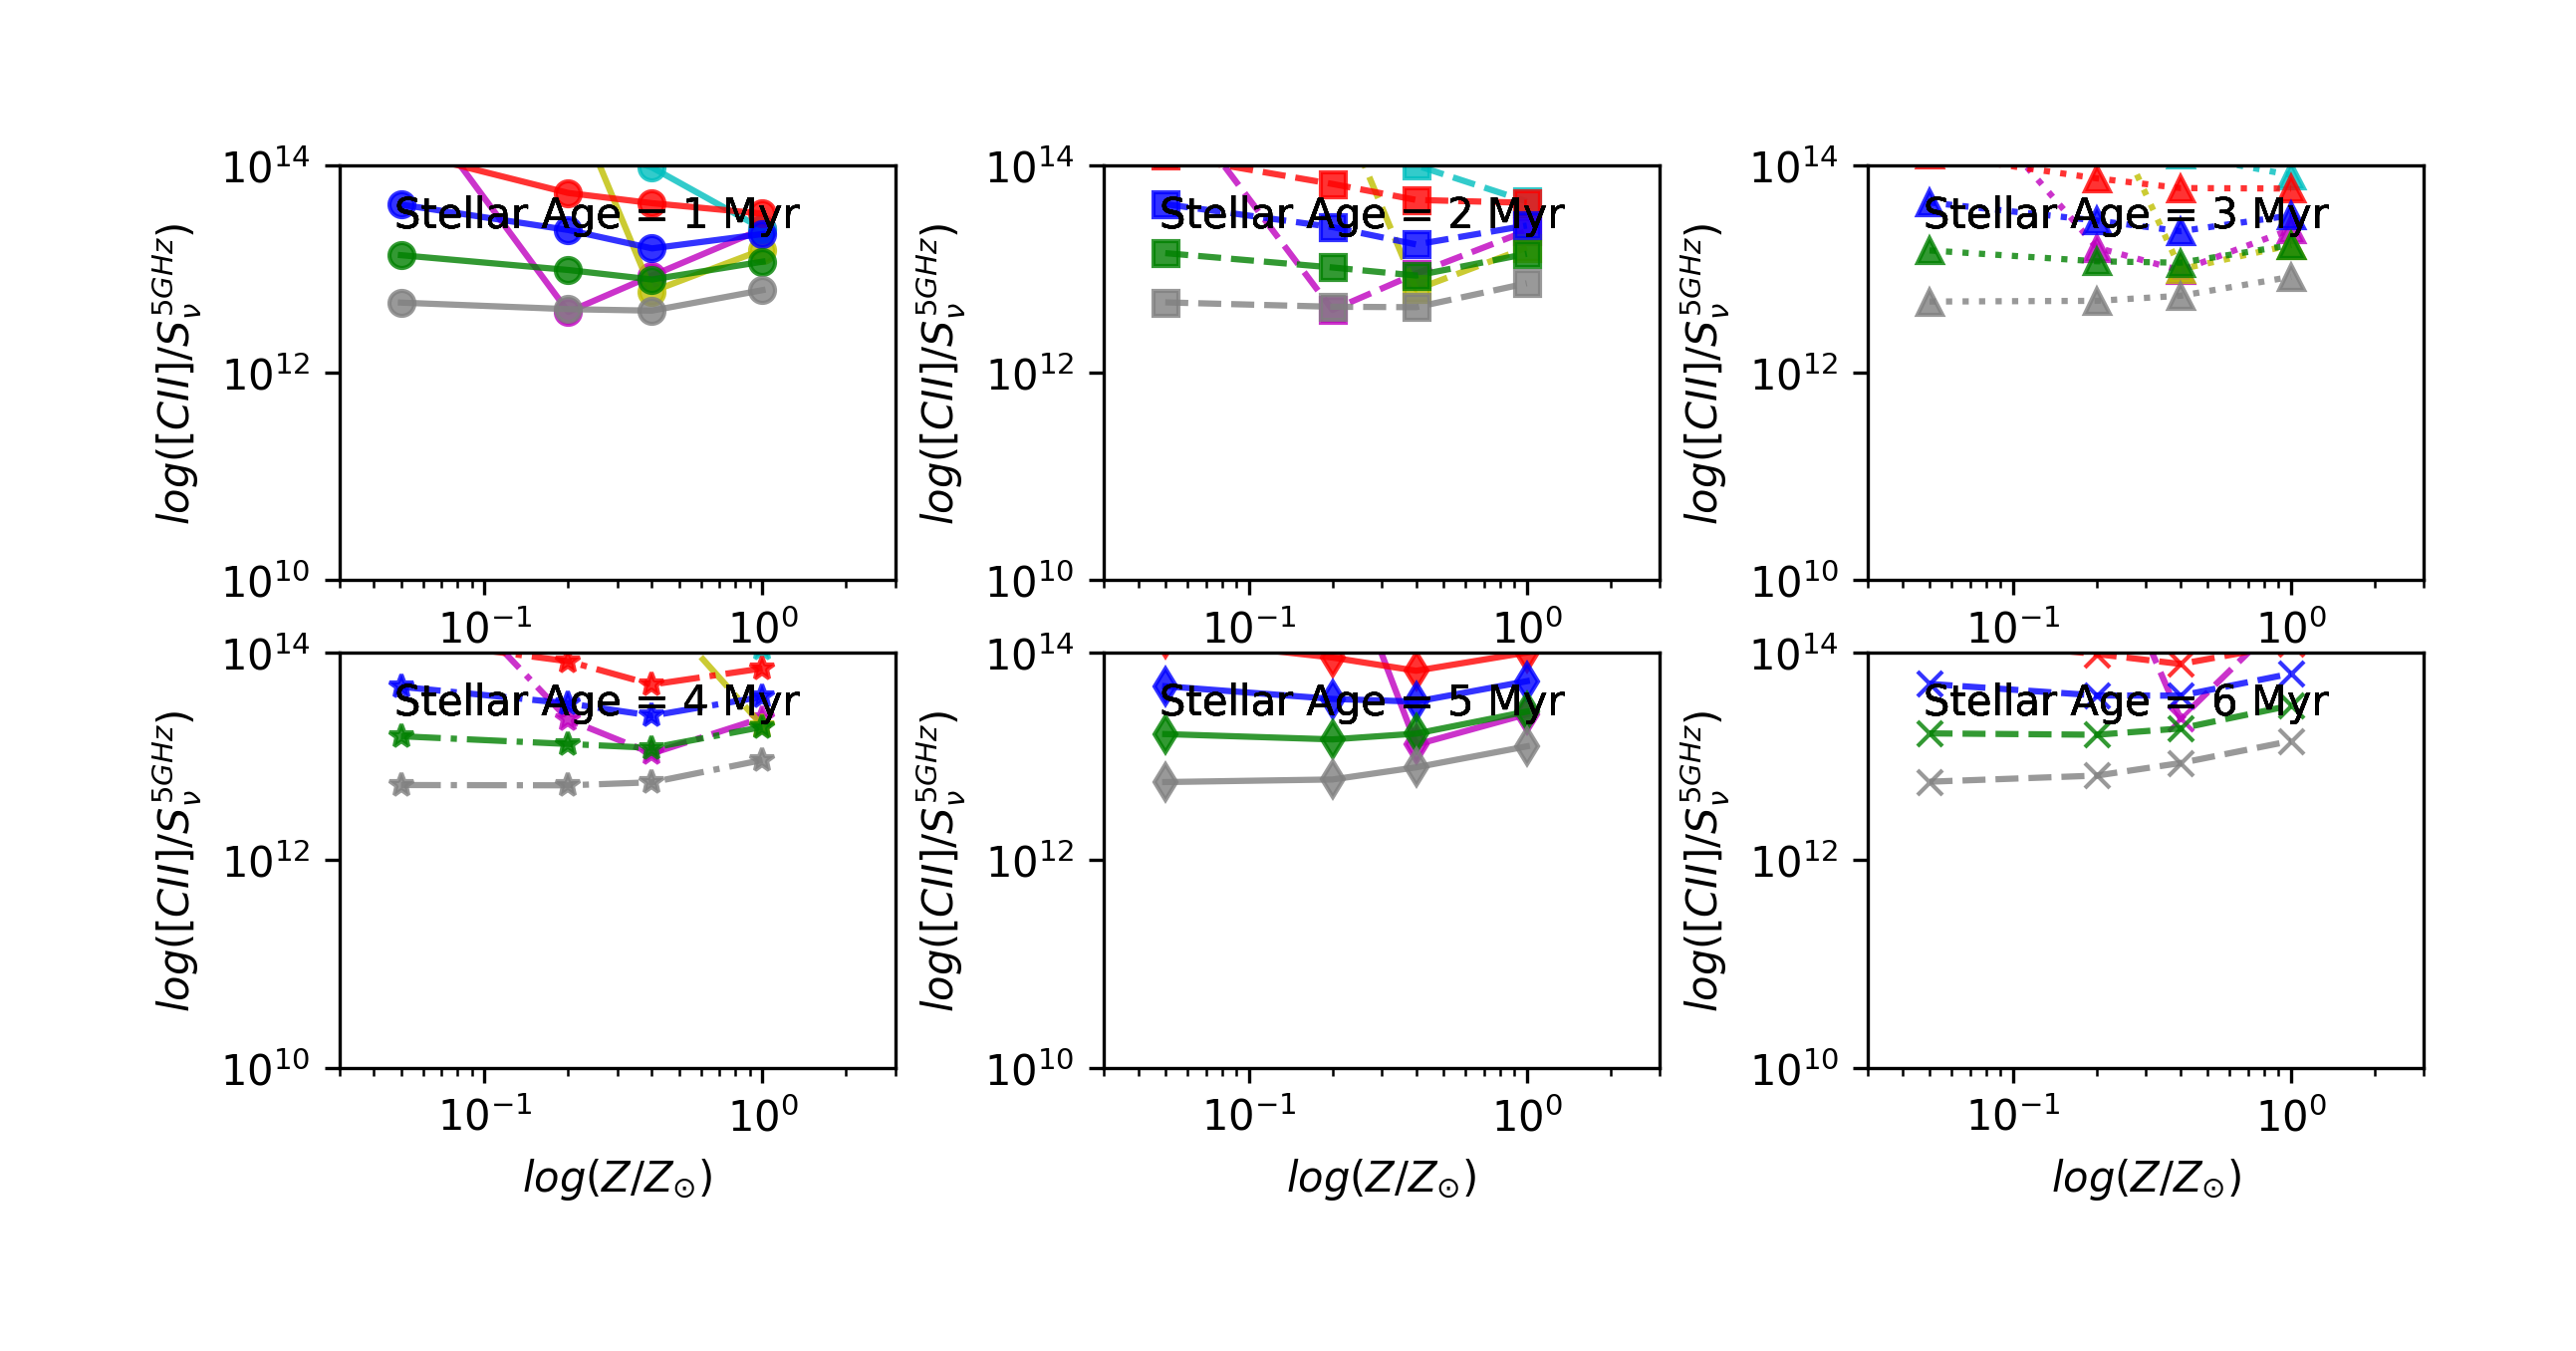 10^14
10^12
10^10
log([CII]/S_ν^5GHz)
Stellar Age = 1 Myr
10^−1
10^0
10^14
10^12
10^10
log([CII]/S_ν^5GHz)
Stellar Age = 2 Myr
10^−1
10^0
10^14
10^12
10^10
log([CII]/S_ν^5GHz)
Stellar Age = 3 Myr
10^−1
10^0
10^14
10^12
10^10
log([CII]/S_ν^5GHz)
Stellar Age = 4 Myr
10^−1
10^0
log(Z/Z_⊙)
10^14
10^12
10^10
log([CII]/S_ν^5GHz)
Stellar Age = 5 Myr
10^−1
10^0
log(Z/Z_⊙)
10^14
10^12
10^10
log([CII]/S_ν^5GHz)
Stellar Age = 6 Myr
10^−1
10^0
log(Z/Z_⊙)